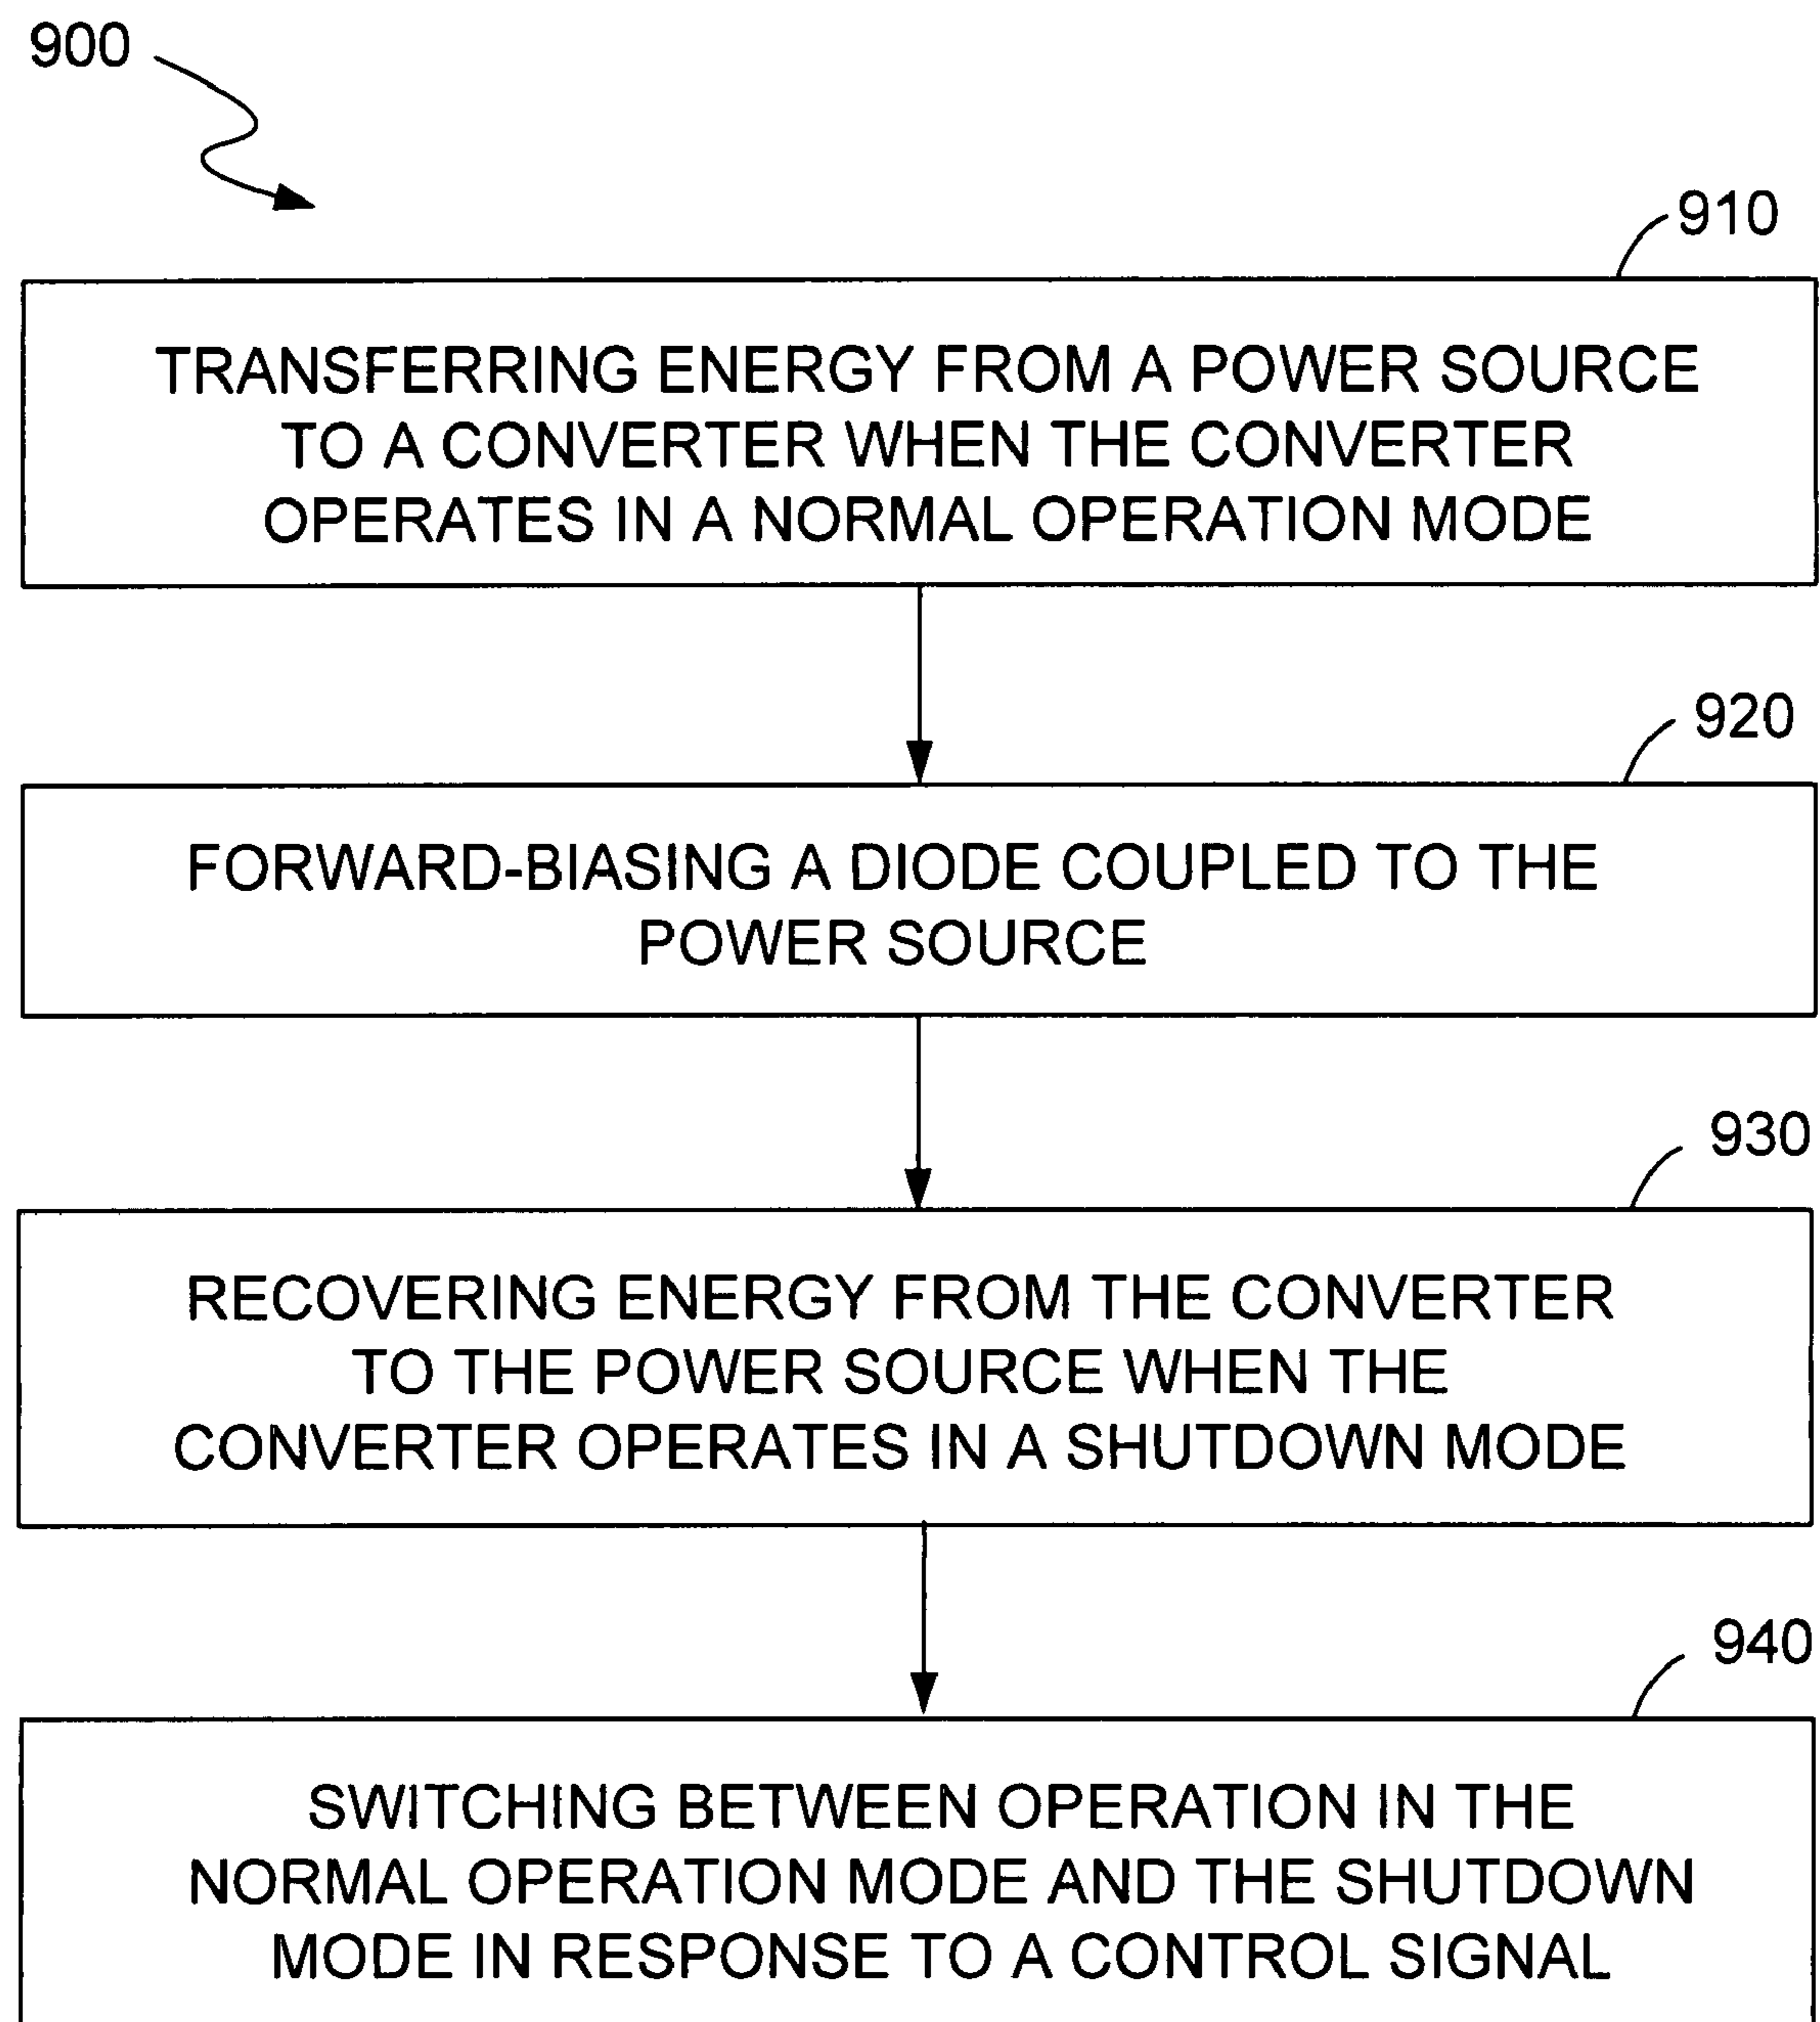 900
910
TRANSFERRING ENERGY FROM A POWER SOURCE
TO A CONVERTER WHEN THE CONVERTER
OPERATES IN A NORMAL OPERATION MODE
920
FORWARD-BIASING A DIODE COUPLED TO THE
POWER SOURCE
930
RECOVERING ENERGY FROM THE CONVERTER
TO THE POWER SOURCE WHEN THE
CONVERTER OPERATES IN A SHUTDOWN MODE
940
SWITCHING BETWEEN OPERATION IN THE
NORMAL OPERATION MODE AND THE SHUTDOWN
MODE IN RESPONSE TO A CONTROL SIGNAL